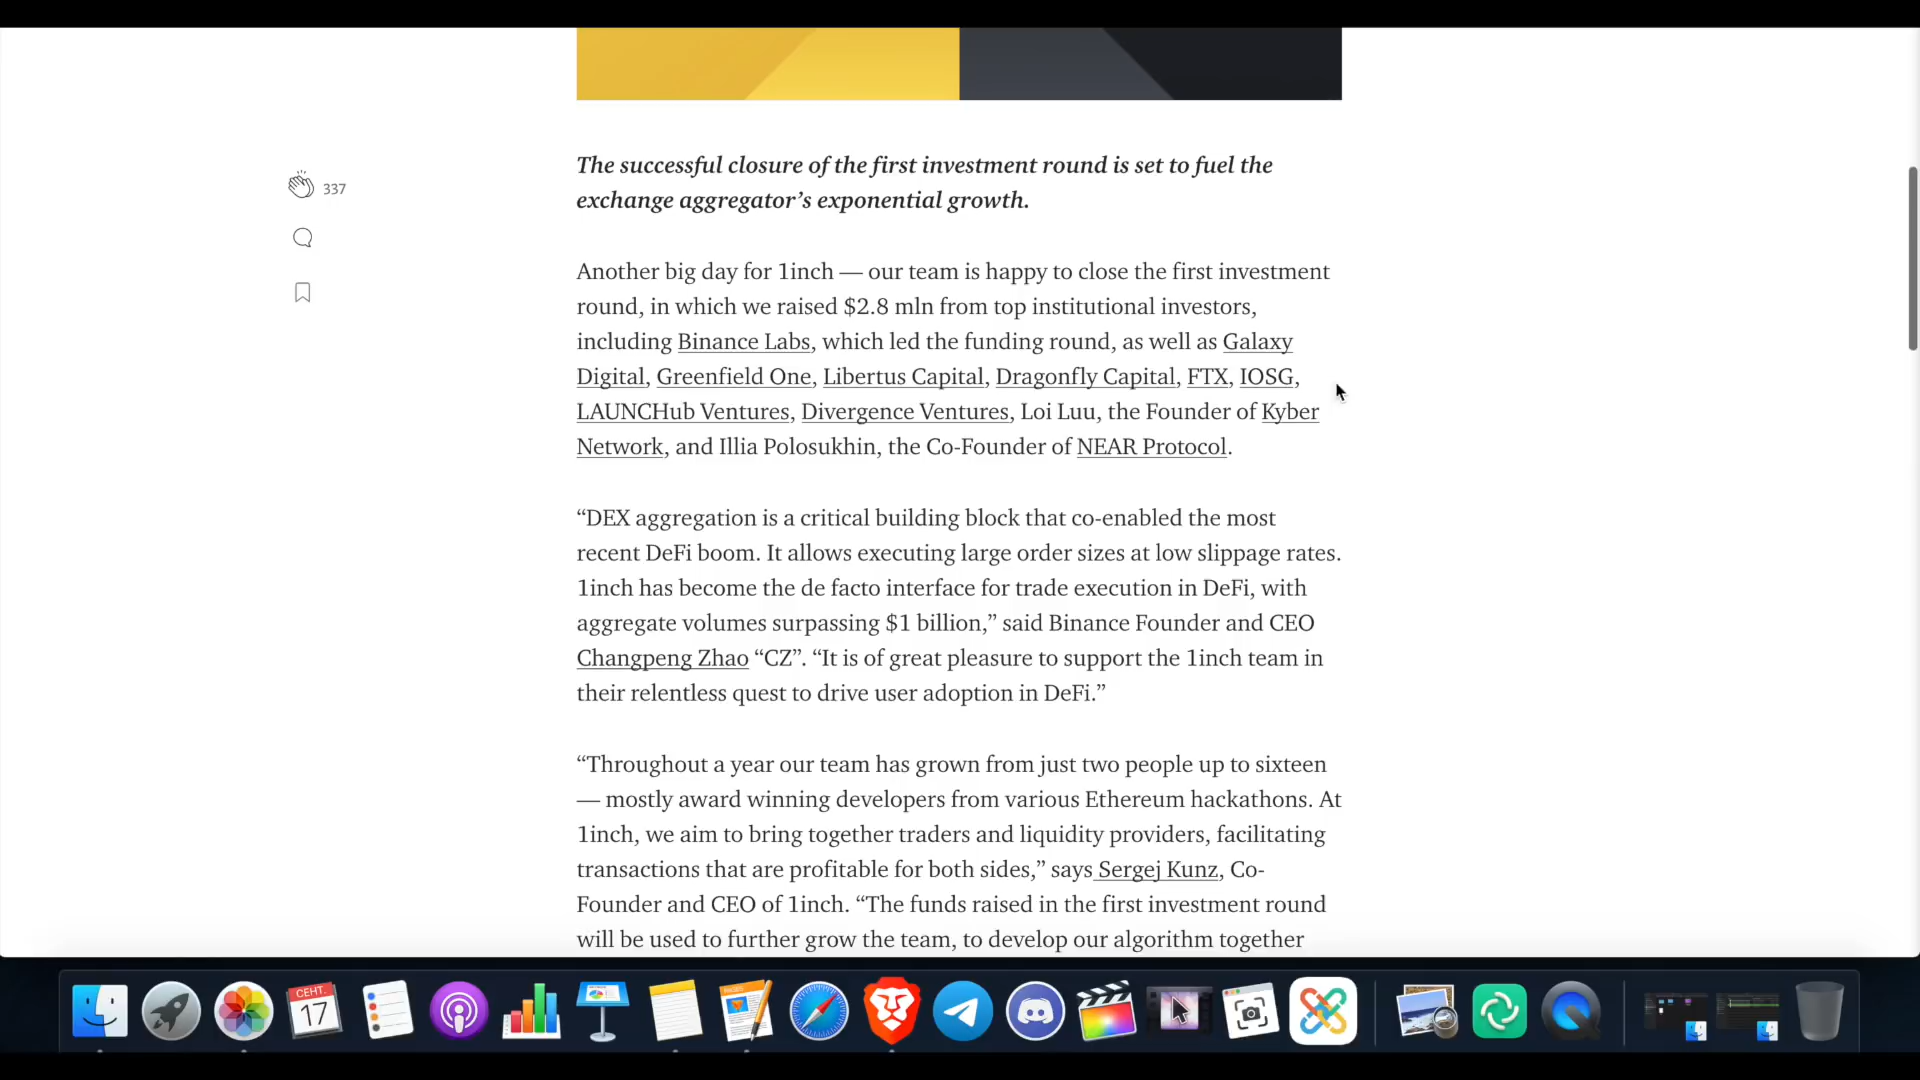 The successful closure of the first investment round is set to fuel the
exchange aggregator’s exponential growth.
337
Another big day for 1inch — our team is happy to close the first investment
round, in which we raised $2.8 mln from top institutional investors,
including Binance Labs, which led the funding round, as well as Galaxy
Digital, Greenfield One, Libertus Capital, Dragonfly Capital, FTX, IOSG,
LAUNCHub Ventures, Divergence Ventures, Loi Luu, the Founder of Kyber
Network, and Illia Polosukhin, the Co-Founder of NEAR Protocol.
“DEX aggregation is a critical building block that co-enabled the most
recent DeFi boom. It allows executing large order sizes at low slippage rates.
1inch has become the de facto interface for trade execution in DeFi, with
aggregate volumes surpassing $1 billion,” said Binance Founder and CEO
Changpeng Zhao “CZ”. “It is of great pleasure to support the 1inch team in
their relentless quest to drive user adoption in DeFi.”
“Throughout a year our team has grown from just two people up to sixteen
— mostly award winning developers from various Ethereum hackathons. At
1inch, we aim to bring together traders and liquidity providers, facilitating
transactions that are profitable for both sides,” says Sergej Kunz, Co-
Founder and CEO of 1inch. “The funds raised in the first investment round
will be used to further grow the team, to develop our algorithm together
СЕНТ.
17
PAGES